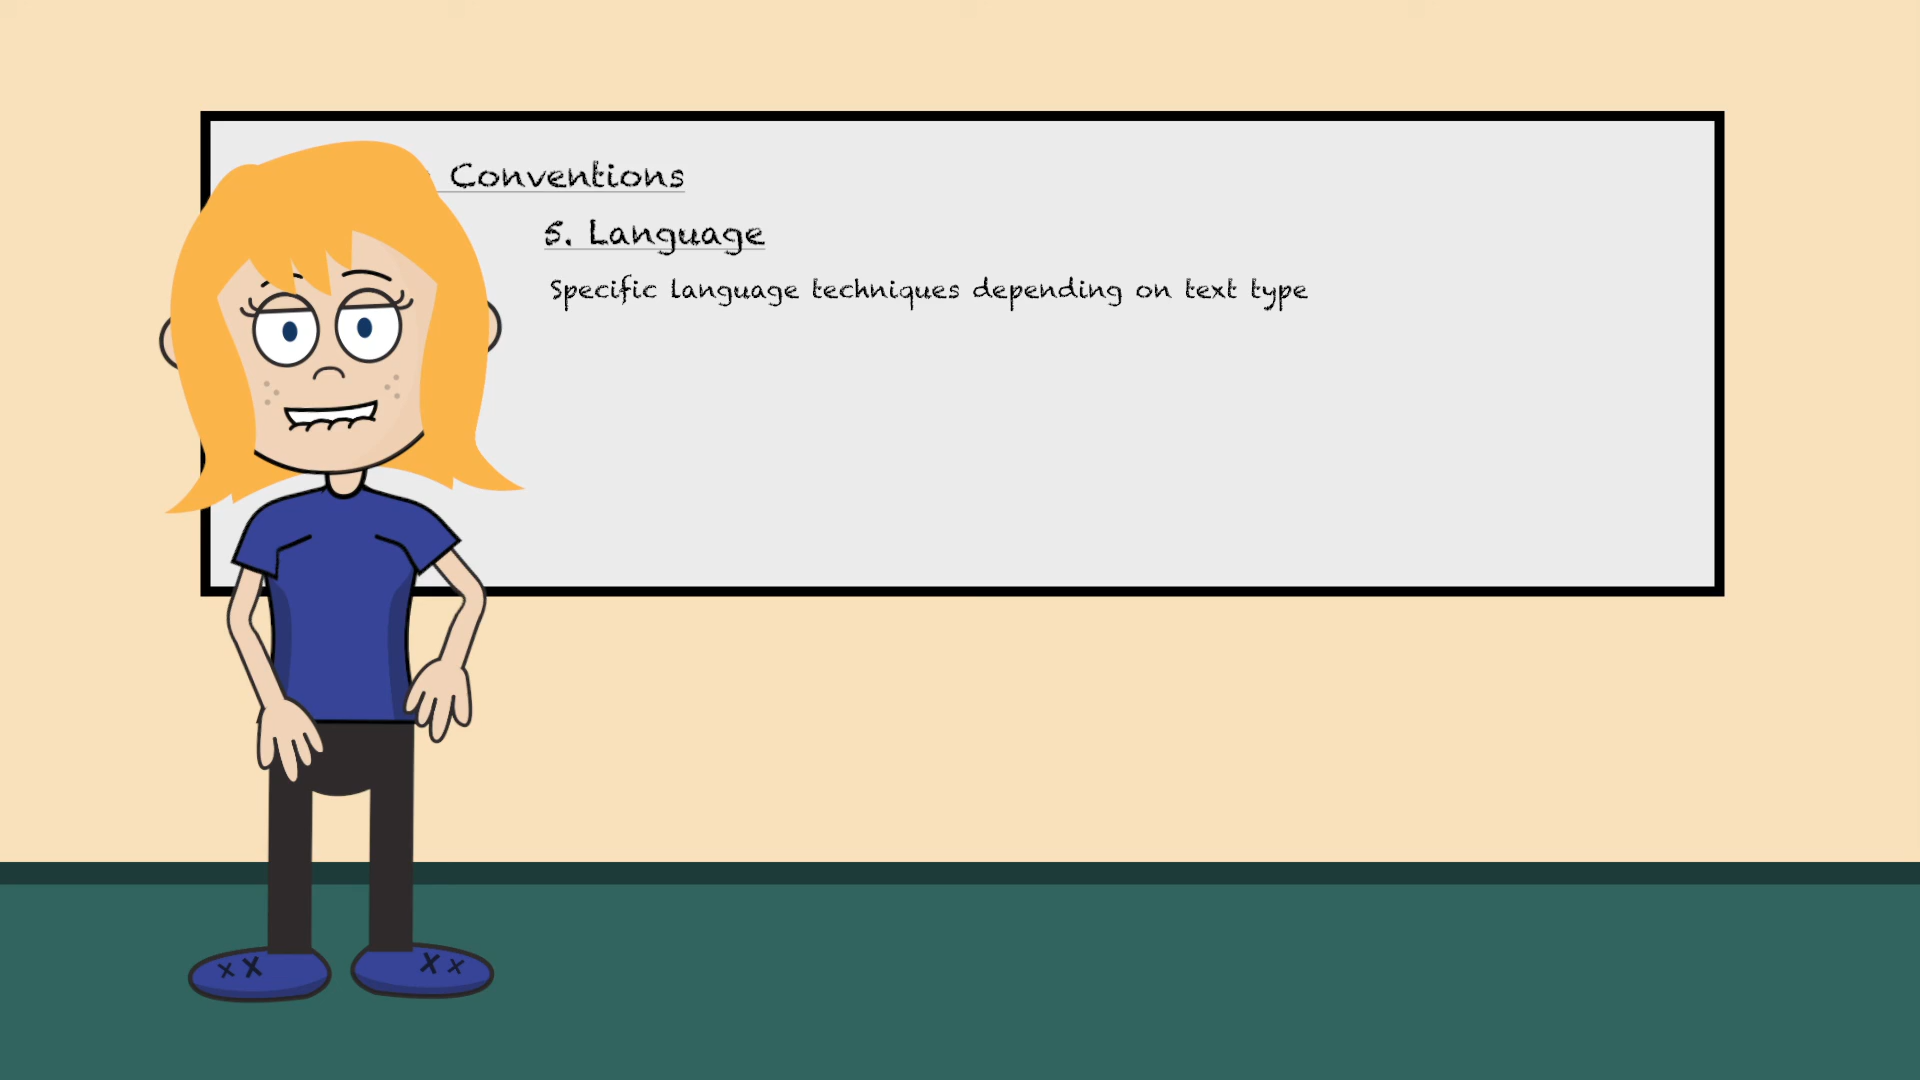 Conventions
5. Language
Specific language techniques depending on text type